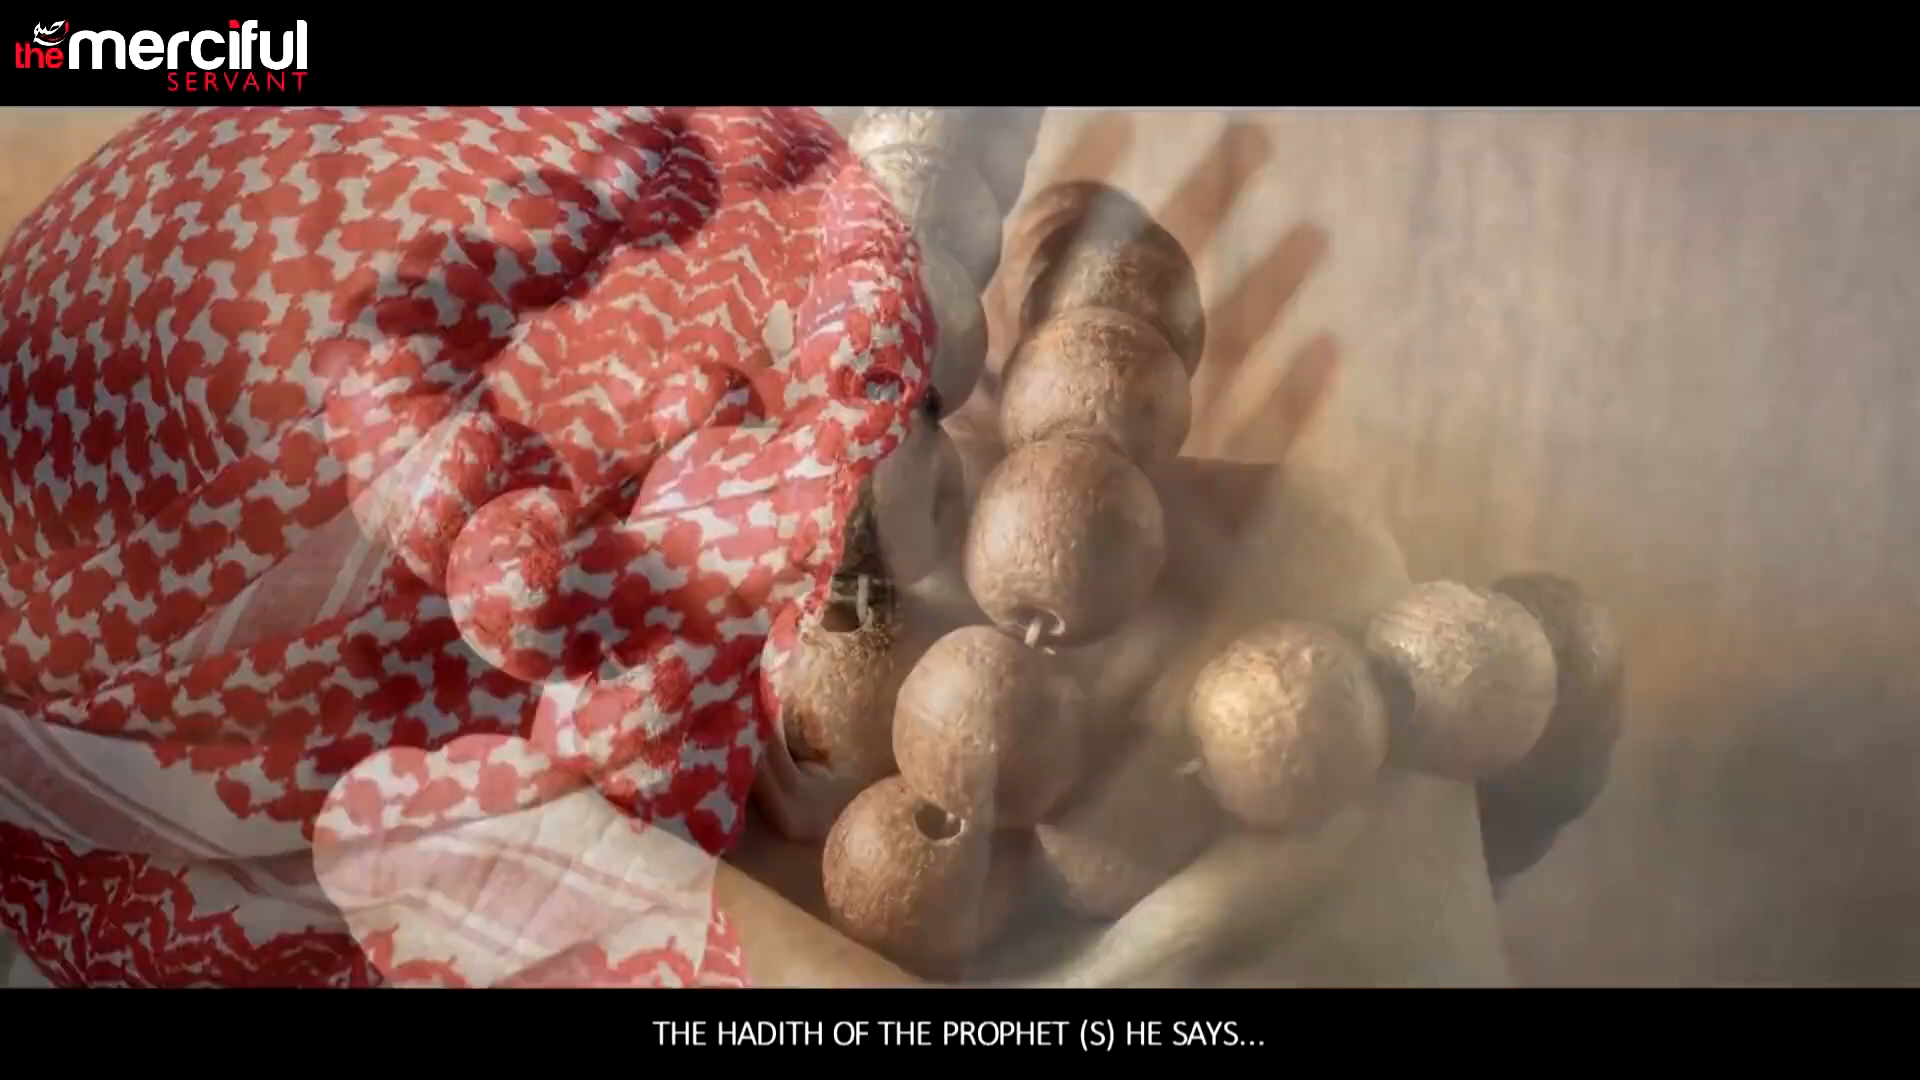 the merciful
SERVANT
THE HADITH OF THE PROPHET (S) HE SAYS...